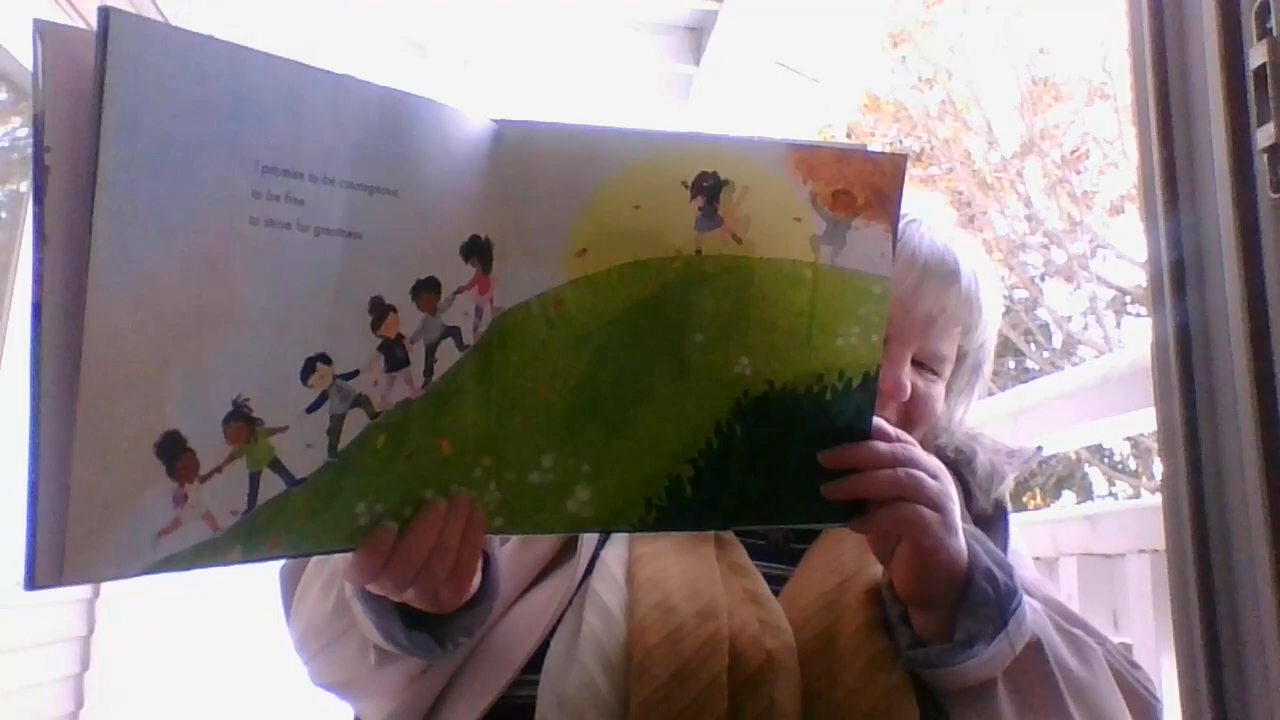 I promise to be courageous
to be free
to strive for greatness